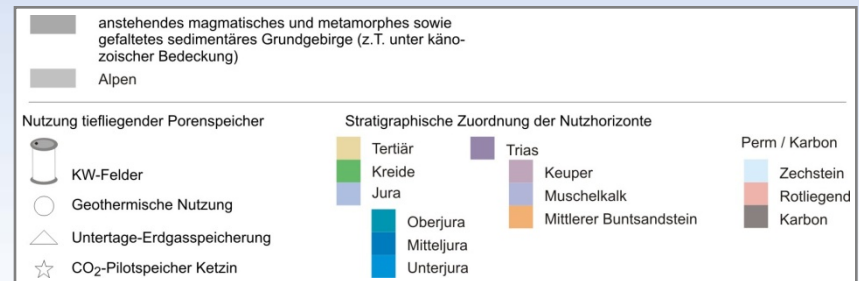 anstehendes magmatisches und metamorphes sowie
gefaltetes sedimentäres Grundgebirge (z.T. unter käno-
zoischer Bedeckung)
Alpen
Nutzung tiefliegender Porenspeicher
KW-Felder
Geothermische Nutzung
Untertage-Erdgasspeicherung
CO2-Pilotspeicher Ketzin
Stratigraphische Zuordnung der Nutzhorizonte
Tertiär
Kreide
Jura
Oberjura
Mitteljura
Unterjura
Trias
Keuper
Muschelkalk
Mittlerer Buntsandstein
Perm / Karbon
Zechstein
Rotliegend
Karbon